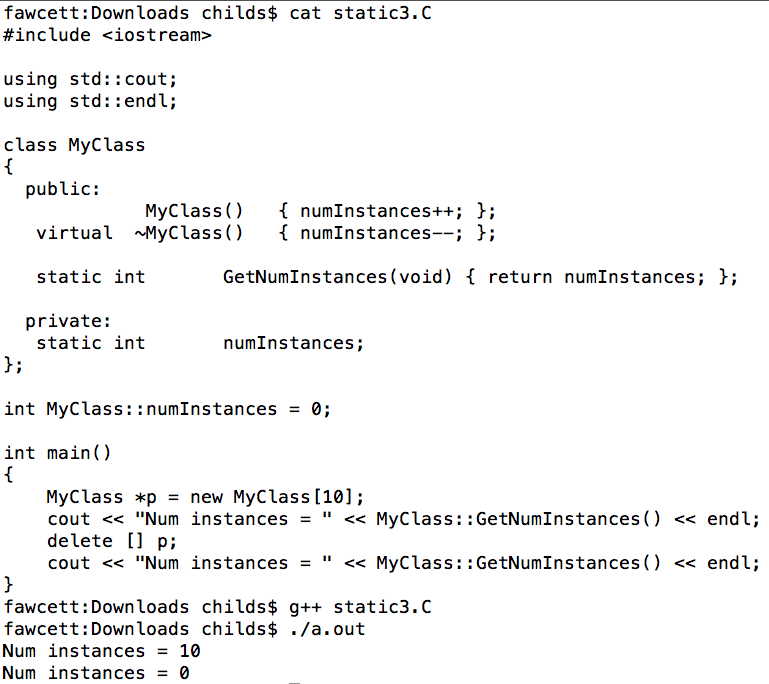 fawcett:Downloads childs$ cat static3.C
#include <iostream>

using std::cout;
using std::endl;

class MyClass
{
  public:
             MyClass()   { numInstances++; };
   virtual  ~MyClass()   { numInstances--; };

   static int       GetNumInstances(void) { return numInstances; };

  private:
   static int       numInstances;
};

int MyClass::numInstances = 0;

int main()
{
    MyClass *p = new MyClass[10];
    cout << "Num instances = " << MyClass::GetNumInstances() << endl;
    delete [] p;
    cout << "Num instances = " << MyClass::GetNumInstances() << endl;
}
fawcett:Downloads childs$ g++ static3.C
fawcett:Downloads childs$ ./a.out
Num instances = 10
Num instances = 0